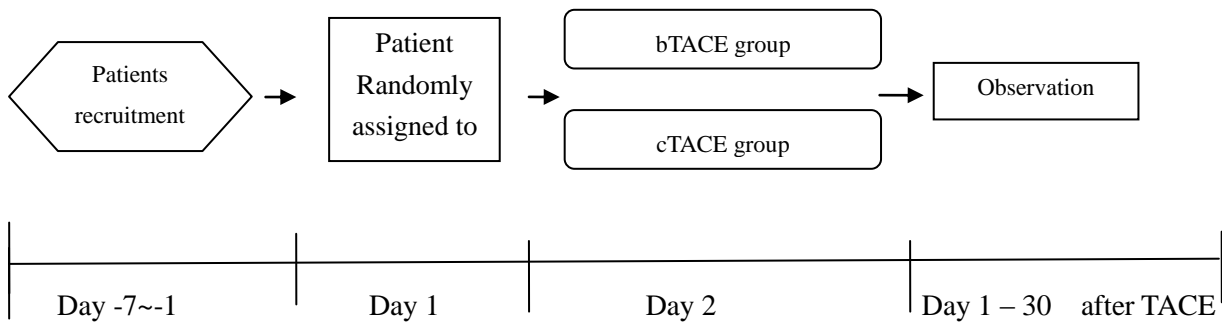 Patients
recruitment
Patient
Randomly
assigned to
bTACE group
cTACE group
Observation
Day -7~-1
Day 1
Day 2
Day 1 – 30 after TACE